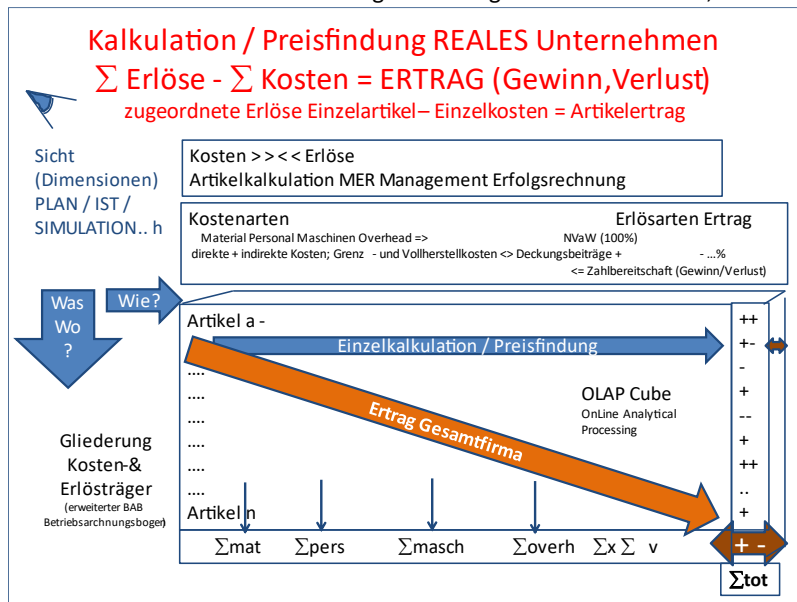 Kalkulation / Preisfindung REALES Unternehmen
∑ Erlöse - ∑ Kosten = ERTRAG (Gewinn,Verlust)
zugeordnete Erlöse Einzelartikel– Einzelkosten = Artikelertrag
Sicht
(Dimensionen)
PLAN / IST /
SIMULATION.. h
Kosten >><< Erlöse
Artikelkalkulation MER Management Erfolgsrechnung
Kostenarten Erlösarten Ertrag
Material Personal Maschinen Overhead => NVaW (100%)
direkte + indirekte Kosten; Grenz - und Vollherstellkosten <> Deckungsbeiträge + - ...%
<= Zahlbereitschaft (Gewinn/Verlust)
Was
Wo
?
Wie?
Artikel a - ++
Einzelkalkulation / Preisfindung +-
.... -
.... +
.... --
.... +
.... ++
.... ..
Artikel n +
Ertrag Gesamtfirma
OLAP Cube
OnLine Analytical
Processing
Gliederung
Kosten-&
Erlösträger
(erweiterter BAB
Betriebsarchnungsbogen)
∑mat ∑pers ∑masch ∑overh ∑x ∑ v + -
∑tot